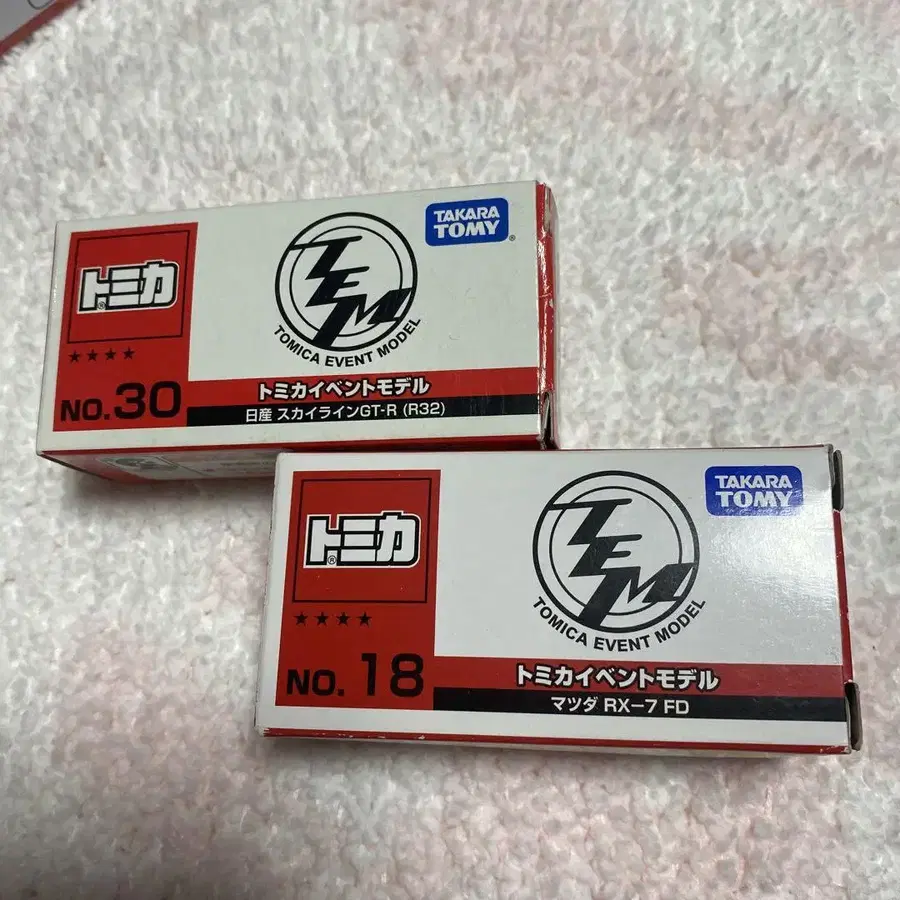 トミカ®
★★★★
NO.30
TEM
TOMICA EVENT MODEL
TAKARA
TOMY®
トミカイベントモデル
日産 スカイラインGT-R (R32)
トミカ®
★★★★
NO. 18
TEM
TOMICA EVENT MODEL
TAKARA
TOMY
トミカイベントモデル
マツダ RX-7 FD